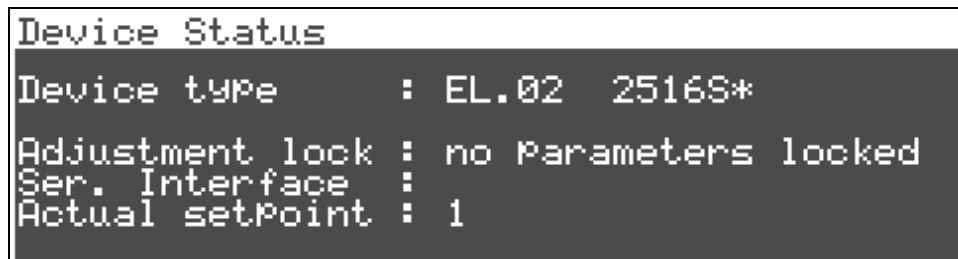 Device Status
Device type : EL.02 2516S*
Adjustment lock : no parameters locked
Ser. Interface :
Actual setpoint : 1